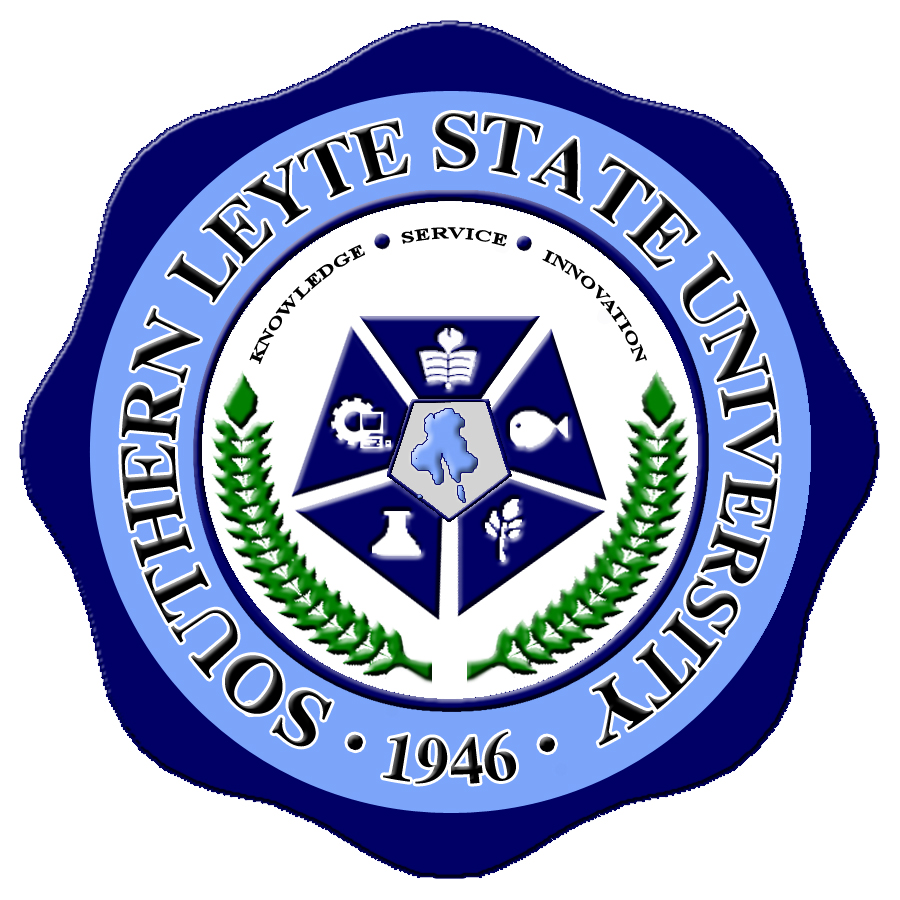 SOUTHERN LEYTE STATE UNIVERSITY
KNOWLEDGE • SERVICE • INNOVATION
• 1946 •